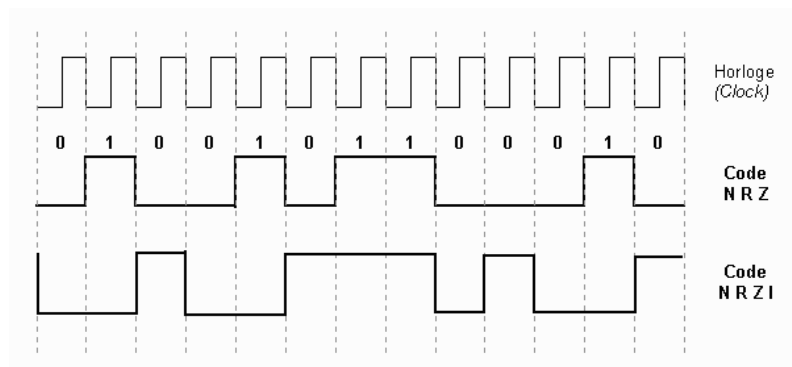 Horloge
(Clock)
0 1 0 0 1 0 1 1 0 0 0 1 0
Code
N R Z
Code
N R Z I